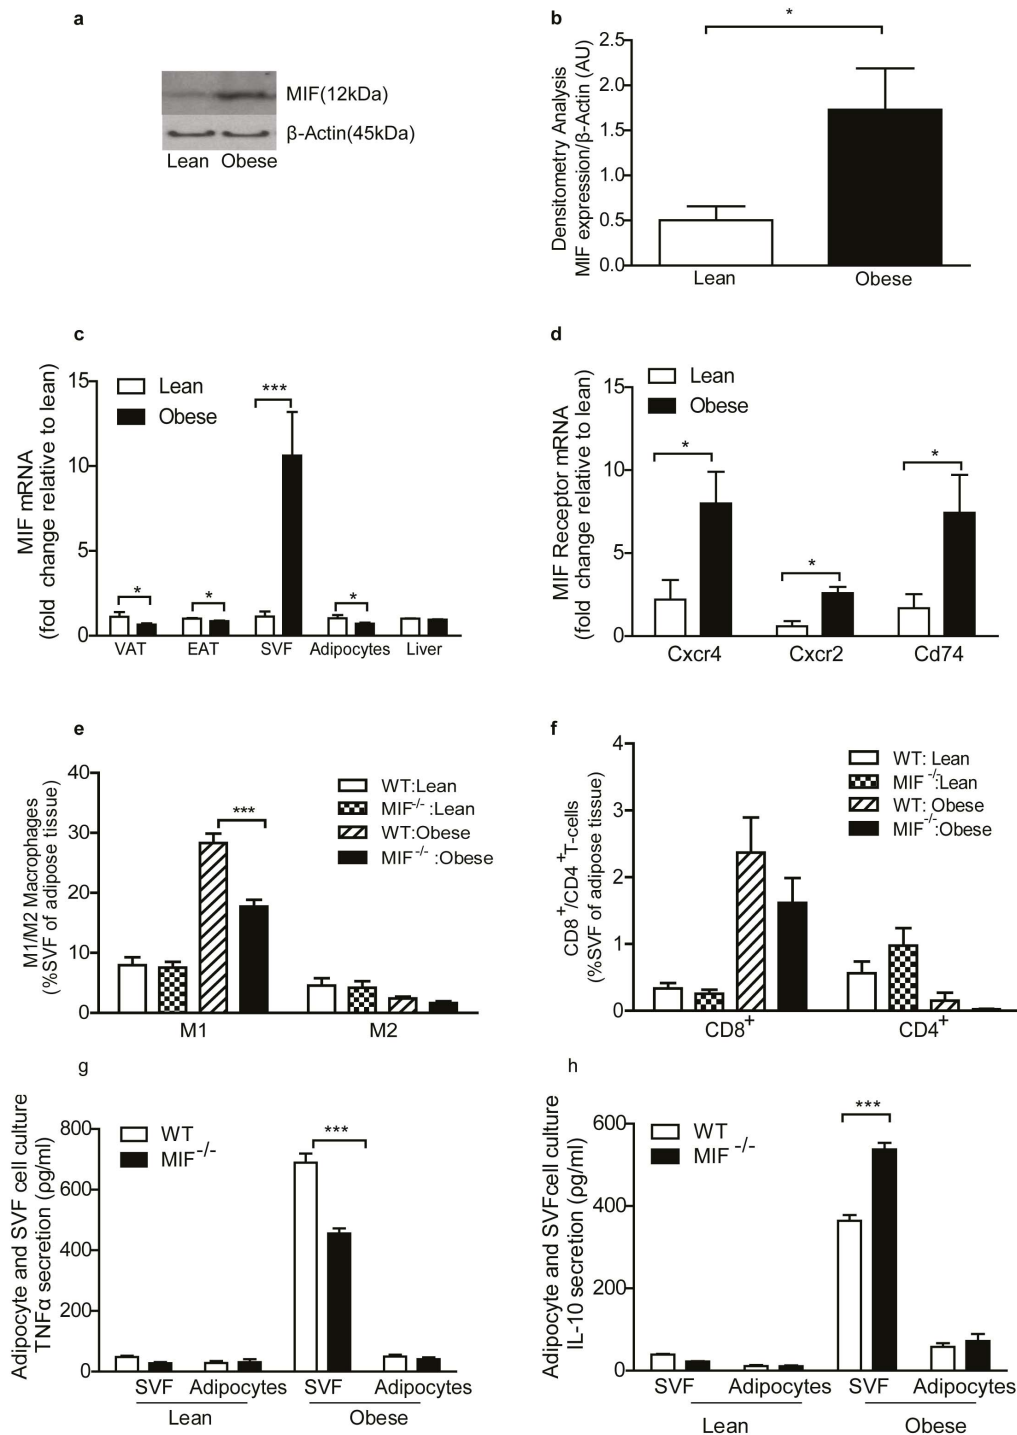 a
MIF(12kDa)
β-Actin(45kDa)
Lean Obese
b
*
Densitometry Analysis
MIF expression/β-Actin (AU)
2.5
2.0
1.5
1.0
0.5
0.0
Lean Obese
c
MIF mRNA
(fold change relative to lean)
15
10
5
0
Lean
Obese
***
* * *
VAT EAT SVF Adipocytes Liver
d
MIF Receptor mRNA
(fold change relative to lean)
15
10
5
0
Lean
Obese
* * *
Cxcr4 Cxcr2 Cd74
e
M1/M2 Macrophages
(%SVF of adipose tissue)
40
30
20
10
0
WT:Lean
MIF-/- :Lean
WT:Obese
MIF-/- :Obese
***
M1 M2
f
CD8+/CD4+T-cells
(%SVF of adipose tissue)
4
3
2
1
0
WT: Lean
MIF-/-:Lean
WT: Obese
MIF-/-:Obese
CD8+ CD4+
g
Adipocyte and SVF cell culture
TNFα secretion (pg/ml)
800
600
400
200
0
WT
MIF-/-
***
SVF Adipocytes SVF Adipocytes
Lean Obese
h
Adipocyte and SVFcell culture
IL-10 secretion (pg/ml)
600
400
200
0
WT
MIF -/-
***
SVF Adipocytes SVF Adipocytes
Lean Obese